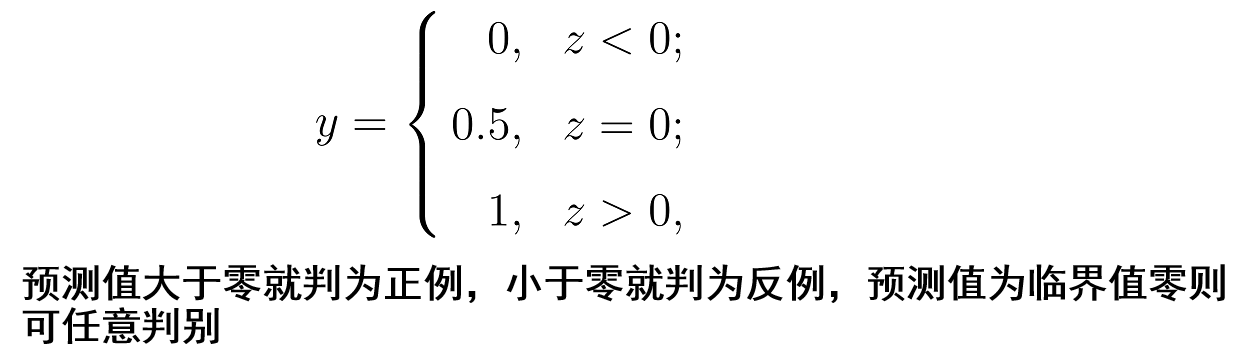 0, z < 0;
y = { 0.5, z = 0;
1, z > 0,
预测值大于零就判为正例，小于零就判为反例，预测值为临界值零则
可任意判别